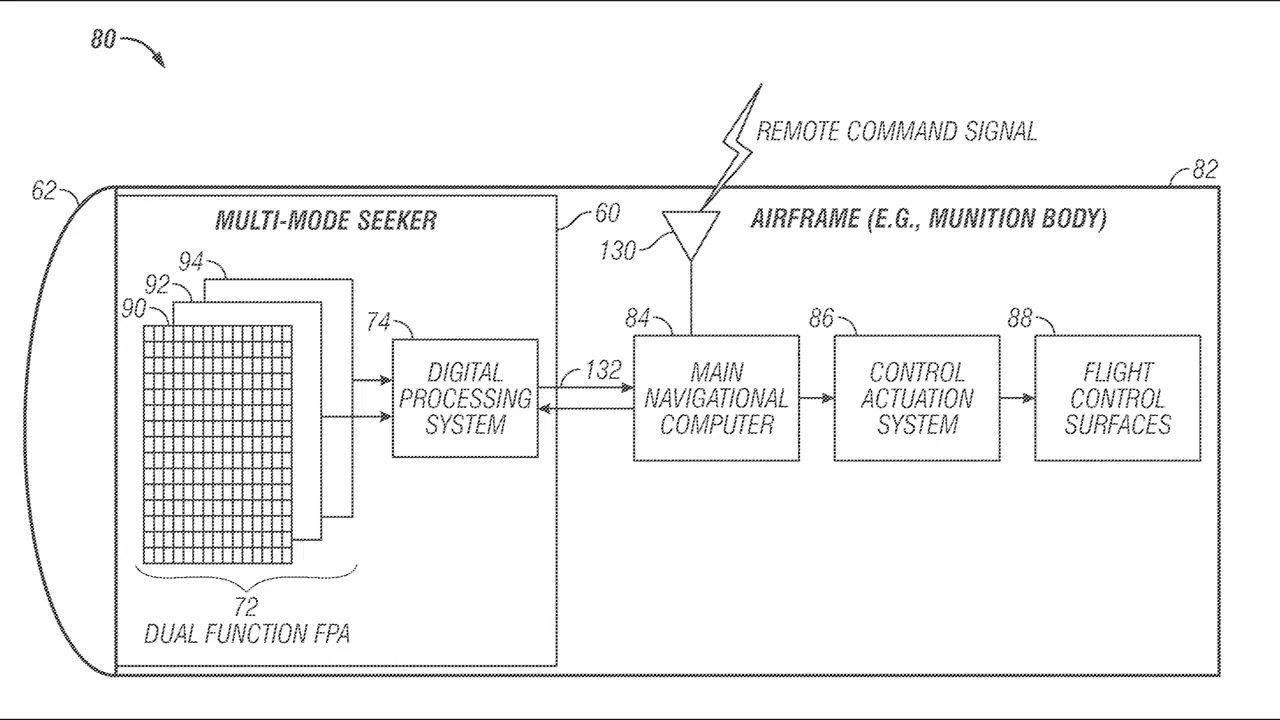 80
REMOTE COMMAND SIGNAL
62
82
MULTI-MODE SEEKER
60
AIRFRAME (E.G., MUNITION BODY)
130
94
92
90
74
84
86
88
DIGITAL
PROCESSING
SYSTEM
132
MAIN
NAVIGATIONAL
COMPUTER
CONTROL
ACTUATION
SYSTEM
FLIGHT
CONTROL
SURFACES
72
DUAL FUNCTION FPA